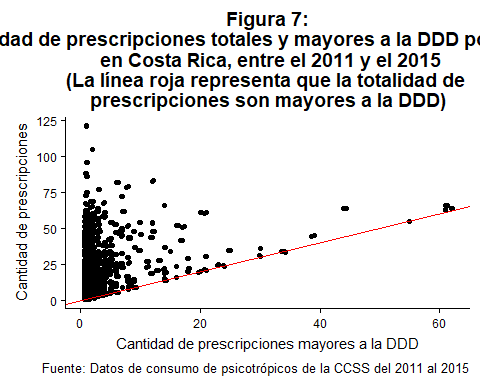 Figura 7:
dad de prescripciones totales y mayores a la DDD po
en Costa Rica, entre el 2011 y el 2015
(La línea roja representa que la totalidad de
prescripciones son mayores a la DDD)
Cantidad de prescripciones
125
100
75
50
25
0
0 20 40 60
Cantidad de prescripciones mayores a la DDD
Fuente: Datos de consumo de psicotrópicos de la CCSS del 2011 al 2015